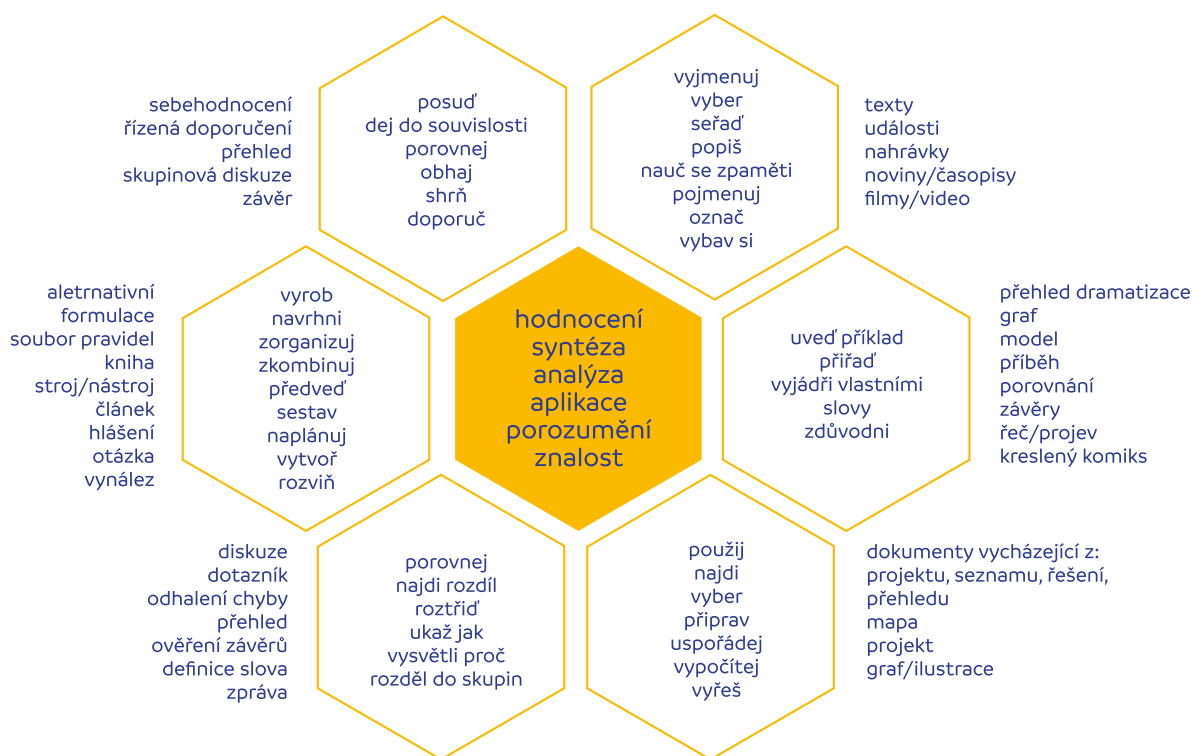 sebehodnocení
řízená doporučení
přehled
skupinová diskuze
závěr
posuď
dej do souvislosti
porovnej
obhaj
shrň
doporuč
vyjmenuj
vyber
seřaď
popiš
nauč se zpaměti
pojmenuj
označ
vybav si
texty
události
nahrávky
noviny/časopisy
filmy/video
aletrnativní
formulace
soubor pravidel
kniha
stroj/nástroj
článek
hlášení
otázka
vynález
vyrob
navrhni
zorganizuj
zkombinuj
předveď
sestav
naplánuj
vytvoř
rozviň
hodnocení
syntéza
analýza
aplikace
porozumění
znalost
uveď příklad
přiřaď
vyjádři vlastními
slovy
zdůvodni
přehled dramatizace
graf
model
příběh
porovnání
závěry
řeč/projev
kreslený komiks
diskuze
dotazník
odhalení chyby
přehled
ověření závěrů
definice slova
zpráva
porovnej
najdi rozdíl
roztřiď
ukaž jak
vysvětli proč
rozděl do skupin
použij
najdi
vyber
připrav
uspořádej
vypočítej
vyřeš
dokumenty vycházející z:
projektu, seznamu, řešení,
přehledu
mapa
projekt
graf/ilustrace